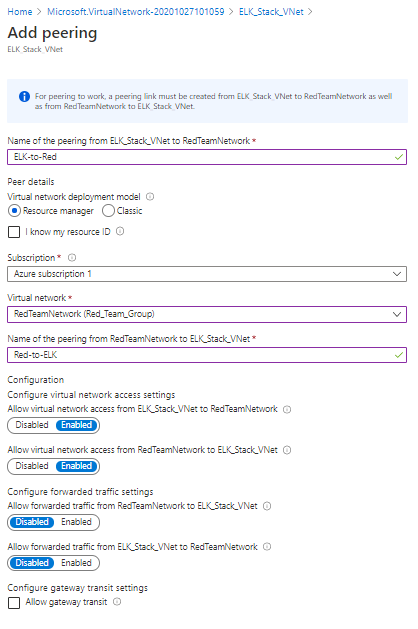 Home > Microsoft.VirtualNetwork-20201027101059 > ELK_Stack_VNet >
Add peering
ELK_Stack_VNet
For peering to work, a peering link must be created from ELK_Stack_VNet to RedTeamNetwork as well
as from RedTeamNetwork to ELK_Stack_VNet.
Name of the peering from ELK_Stack_VNet to RedTeamNetwork *
ELK-to-Red
Peer details
Virtual network deployment model
Resource manager Classic
I know my resource ID
Subscription *
Azure subscription 1
Virtual network *
RedTeamNetwork (Red_Team_Group)
Name of the peering from RedTeamNetwork to ELK_Stack_VNet *
Red-to-ELK
Configuration
Configure virtual network access settings
Allow virtual network access from ELK_Stack_VNet to RedTeamNetwork
Disabled Enabled
Allow virtual network access from RedTeamNetwork to ELK_Stack_VNet
Disabled Enabled
Configure forwarded traffic settings
Allow forwarded traffic from RedTeamNetwork to ELK_Stack_VNet
Disabled Enabled
Allow forwarded traffic from ELK_Stack_VNet to RedTeamNetwork
Disabled Enabled
Configure gateway transit settings
Allow gateway transit